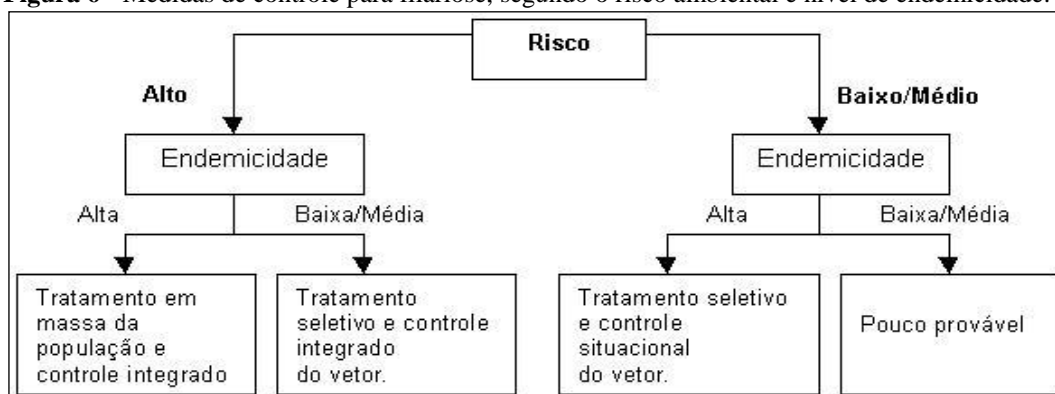 Figura 6 - Medidas de controle para filariose, segundo o risco ambiental e nível de endemicidade.
Risco
Alto
Baixo/Médio
Endemicidade
Endemicidade
Alta
Baixa/Média
Alta
Baixa/Média
Tratamento em
massa da
população e
controle integrado
Tratamento
seletivo e controle
integrado
do vetor.
Tratamento seletivo
e controle
situacional
do vetor.
Pouco provável